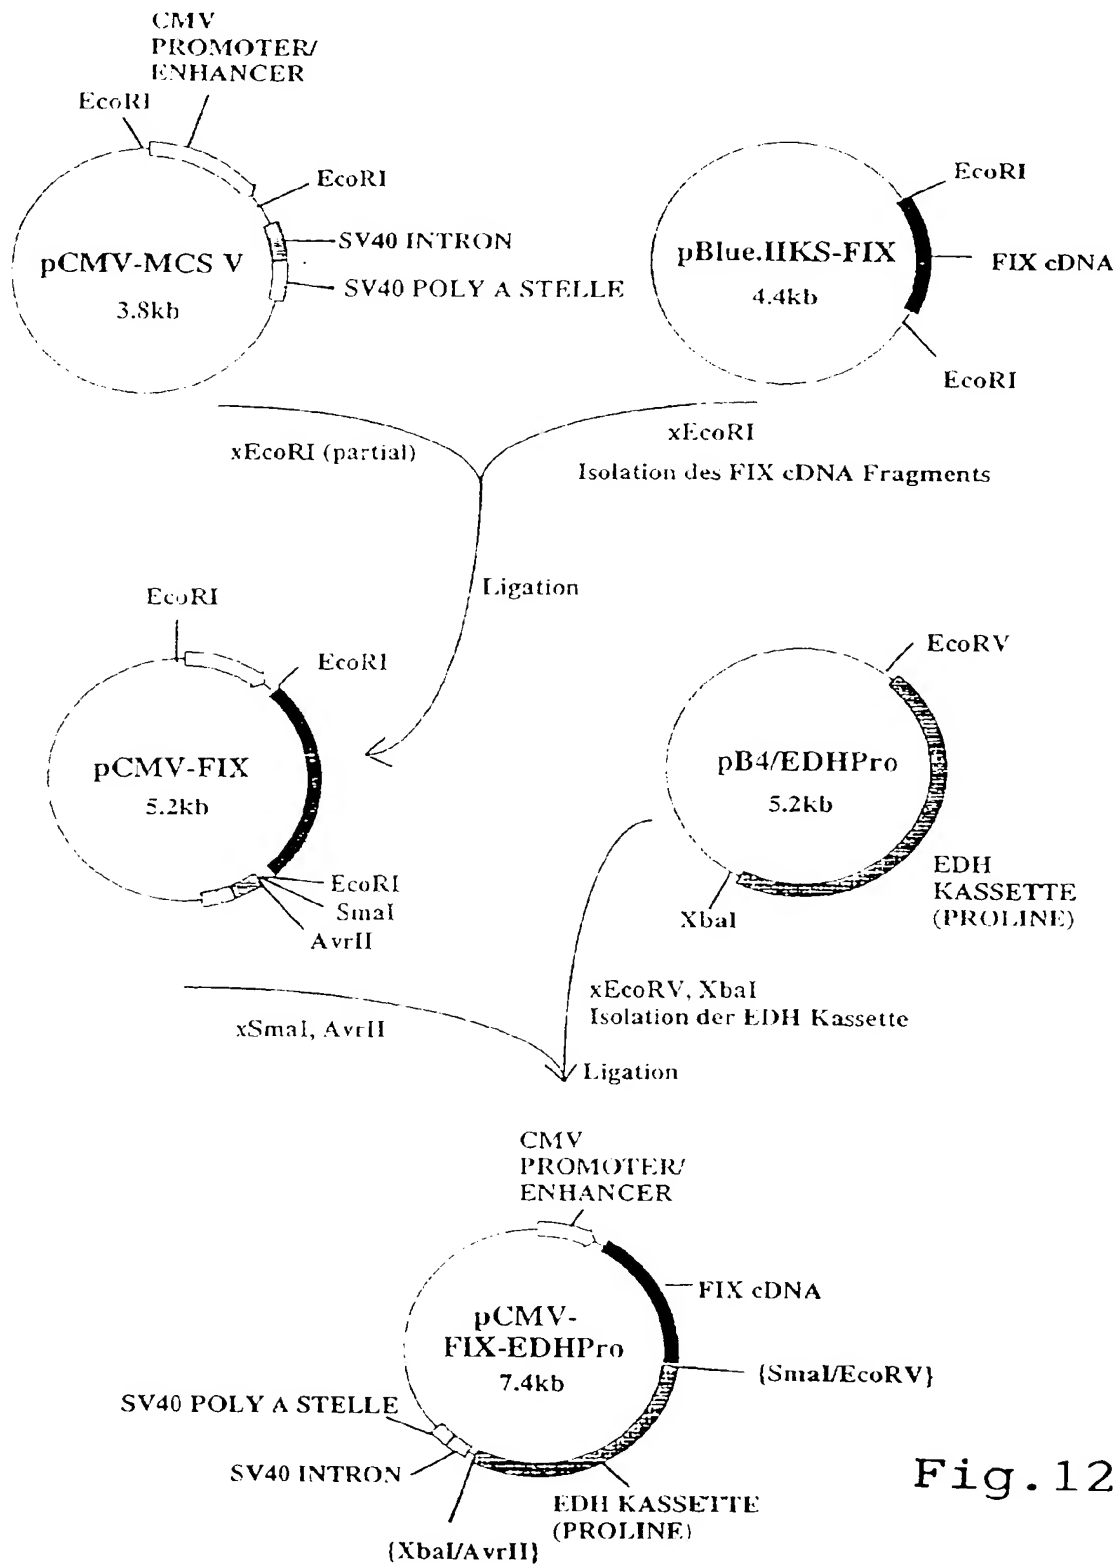 CMV
PROMOTER/
ENHANCER
EcoRI
EcoRI
SV40 INTRON
SV40 POLY A STELLE
pCMV-MCS V
3.8kb
EcoRI
pBlue.IIKS-FIX
4.4kb
FIX cDNA
EcoRI
xEcoRI (partial)
xEcoRI
Isolation des FIX cDNA Fragments
Ligation
EcoRI
EcoRI
pCMV-FIX
5.2kb
EcoRI
SmaI
AvrII
EcoRV
pB4/EDHPro
5.2kb
XbaI
EDH
KASSETTE
(PROLINE)
xSmaI, AvrII
xEcoRV, XbaI
Isolation der EDH Kassette
Ligation
CMV
PROMOTER/
ENHANCER
FIX cDNA
pCMV-
FIX-EDHPro
7.4kb
{SmaI/EcoRV}
SV40 POLY A STELLE
SV40 INTRON
EDH KASSETTE
(PROLINE)
{XbaI/AvrII}
Fig.12